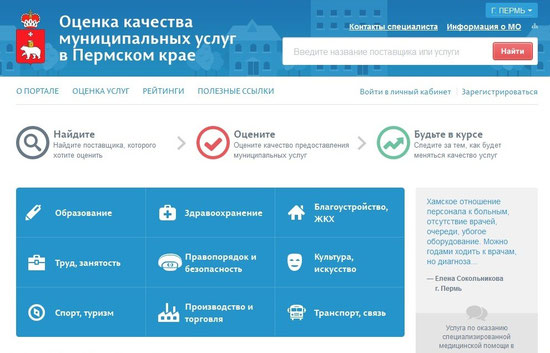 Оценка качества
муниципальных услуг
в Пермском крае
Г. ПЕРМЬ
Контакты специалиста Информация о МО
Введите название поставщика или услуги Найти
О ПОРТАЛЕ ОЦЕНКА УСЛУГ РЕЙТИНГИ ПОЛЕЗНЫЕ ССЫЛКИ Войти в личный кабинет Зарегистрироваться
Найдите
Найдите поставщика, которого
хотите оценить
Оцените
Оцените качество предоставления
муниципальных услуг
Будьте в курсе
Следите за тем, как будет
меняться качество услуг
Образование
Здравоохранение
Благоустройство,
ЖКХ
Труд, занятость
Правопорядок и
безопасность
Культура,
искусство
Спорт, туризм
Производство и
торговля
Транспорт, связь
Хамское отношение
персонала к больным,
отсутствие врачей,
очереди, убогое
оборудование. Можно
годами ходить к врачам,
но диагноза...
— Елена Сокольникова
г. Пермь
Услуга по оказанию
специализированной
медицинской помощи в